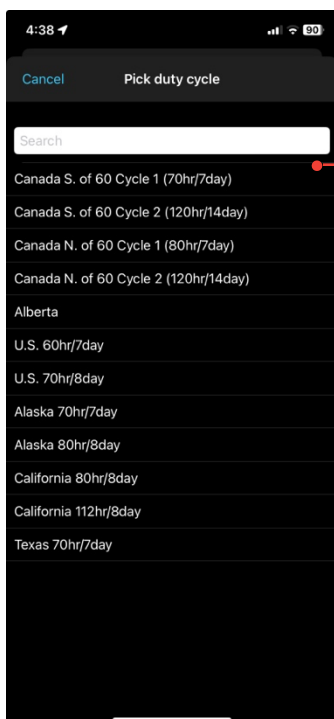 4:38
90
Cancel
Pick duty cycle
Search
Canada S. of 60 Cycle 1 (70hr/7day)
Canada S. of 60 Cycle 2 (120hr/14day)
Canada N. of 60 Cycle 1 (80hr/7day)
Canada N. of 60 Cycle 2 (120hr/14day)
Alberta
U.S. 60hr/7day
U.S. 70hr/8day
Alaska 70hr/7day
Alaska 80hr/8day
California 80hr/8day
California 112hr/8day
Texas 70hr/7day